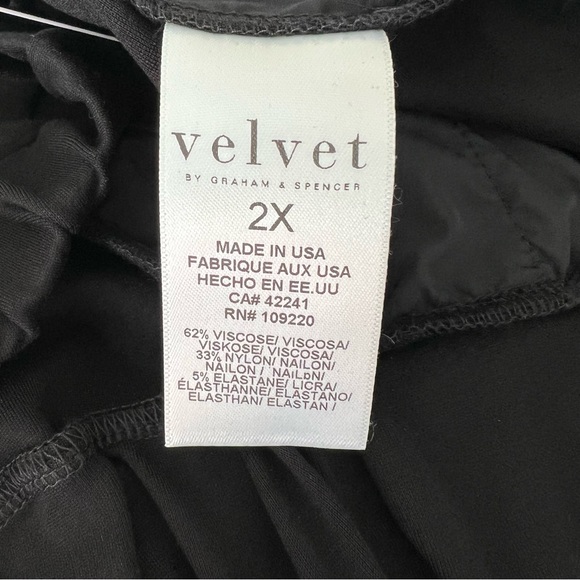 velvet
BY GRAHAM & SPENCER
2X
MADE IN USA
FABRIQUE AUX USA
HECHO EN EE.UU
CA# 42241
RN# 109220
62% VISCOSE/ VISCOSA/
VISKOSE/ VISCOSA/
33% NYLON/ NAILON/
NÀILON / NAILON/
5% ELASTANE/ LICRA/
ÉLASTHANNE/ ELASTANO/
ELASTHAN/ ELASTAN /